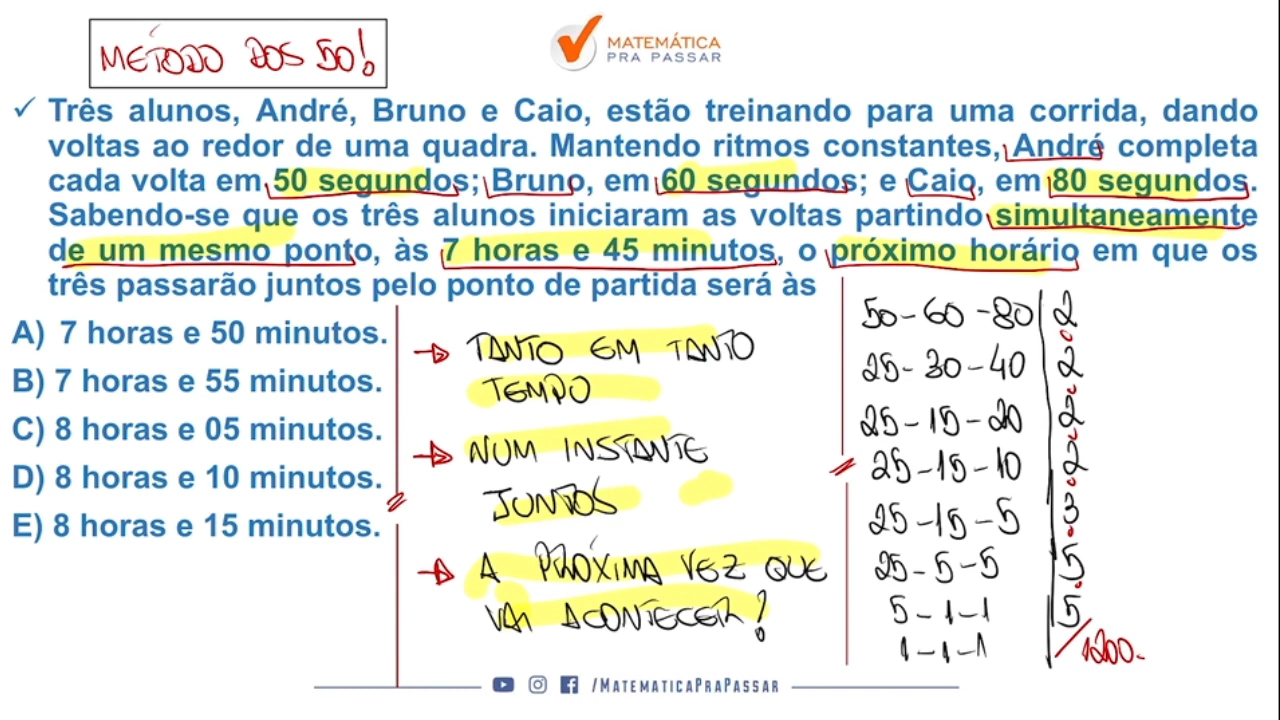 MÉTODO DOS 50!
MATEMÁTICA
PRA PASSAR
✓ Três alunos, André, Bruno e Caio, estão treinando para uma corrida, dando
voltas ao redor de uma quadra. Mantendo ritmos constantes, André completa
cada volta em 50 segundos; Bruno, em 60 segundos; e Caio, em 80 segundos.
Sabendo-se que os três alunos iniciaram as voltas partindo simultaneamente
de um mesmo ponto, às 7 horas e 45 minutos, o próximo horário em que os
três passarão juntos pelo ponto de partida será às
A) 7 horas e 50 minutos.
B) 7 horas e 55 minutos.
C) 8 horas e 05 minutos.
D) 8 horas e 10 minutos.
E) 8 horas e 15 minutos.
→ TANTO EM TANTO
TEMPO
→ NUM INSTANTE
JUNTOS
→ A PRÓXIMA VEZ QUE
VAI ACONTECER!
50-60-80 | 2
25-30-40 | 2
25-15-20 | 2
25-15-10 | 2
25-15-5 | 3
25-5-5 | 5
5-1-1 | 5
1-1-1 | 1200.
/MATEMATICAPRAPASSAR